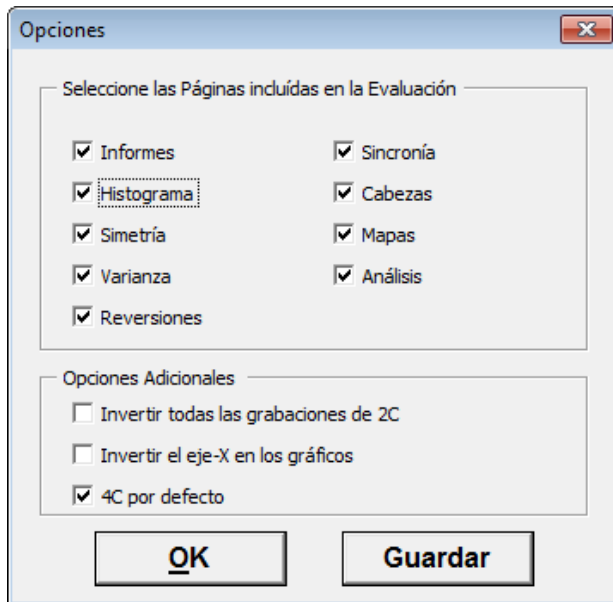 Opciones
Seleccione las Páginas incluídas en la Evaluación
Informes
Histograma
Simetría
Varianza
Reversiones
Sincronía
Cabezas
Mapas
Análisis
Opciones Adicionales
Invertir todas las grabaciones de 2C
Invertir el eje-X en los gráficos
4C por defecto
OK
Guardar